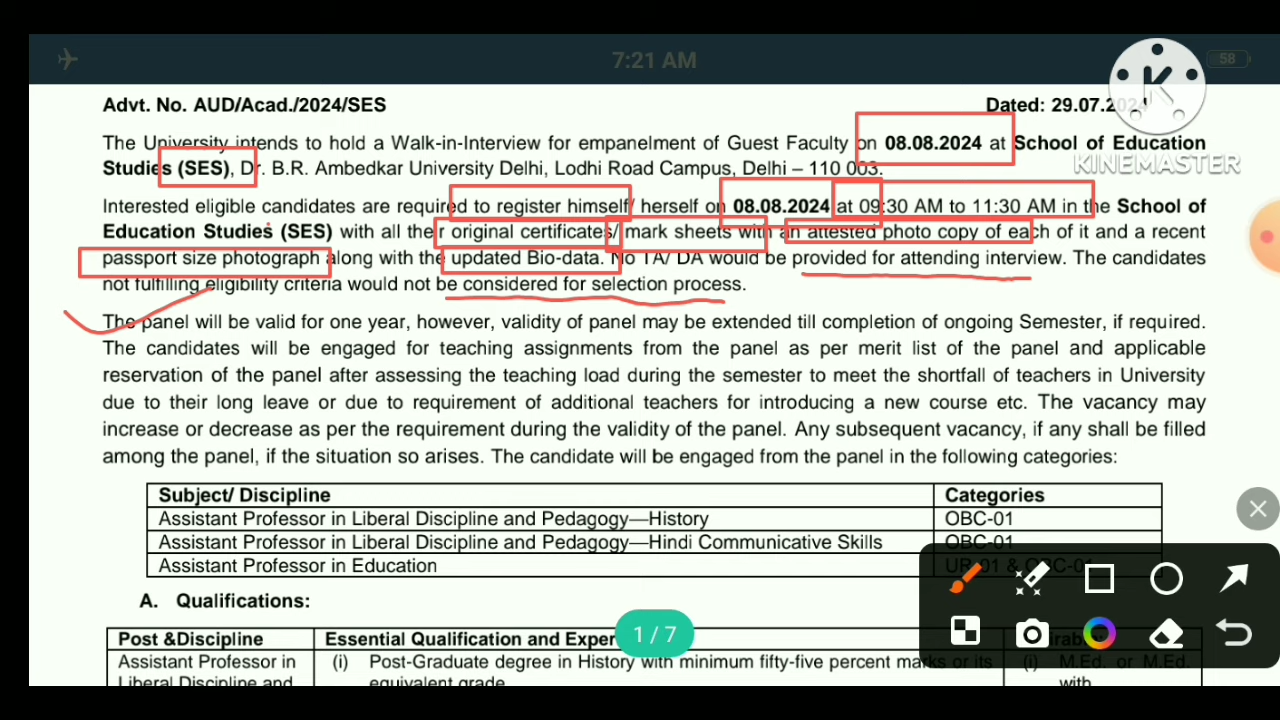 7:21 AM
58
Advt. No. AUD/Acad./2024/SES Dated: 29.07.2024
K
KINEMASTER
The University intends to hold a Walk-in-Interview for empanelment of Guest Faculty on 08.08.2024 at School of Education
Studies (SES), Dr. B.R. Ambedkar University Delhi, Lodhi Road Campus, Delhi – 110 003.
Interested eligible candidates are required to register himself/ herself on 08.08.2024 at 09:30 AM to 11:30 AM in the School of
Education Studies (SES) with all their original certificates/ mark sheets with an attested photo copy of each of it and a recent
passport size photograph along with the updated Bio-data. No TA/ DA would be provided for attending interview. The candidates
not fulfilling eligibility criteria would not be considered for selection process.
The panel will be valid for one year, however, validity of panel may be extended till completion of ongoing Semester, if required.
The candidates will be engaged for teaching assignments from the panel as per merit list of the panel and applicable
reservation of the panel after assessing the teaching load during the semester to meet the shortfall of teachers in University
due to their long leave or due to requirement of additional teachers for introducing a new course etc. The vacancy may
increase or decrease as per the requirement during the validity of the panel. Any subsequent vacancy, if any shall be filled
among the panel, if the situation so arises. The candidate will be engaged from the panel in the following categories:
Subject/ Discipline Categories
Assistant Professor in Liberal Discipline and Pedagogy—History OBC-01
Assistant Professor in Liberal Discipline and Pedagogy—Hindi Communicative Skills OBC-01
Assistant Professor in Education UR-01 & OBC-01
A. Qualifications:
Post &Discipline Essential Qualification and Exper
1 / 7
Assistant Professor in (i) Post-Graduate degree in History with minimum fifty-five percent marks or its (i) M.Ed. or M.Ed.
Liberal Discipline and equivalent grade. with